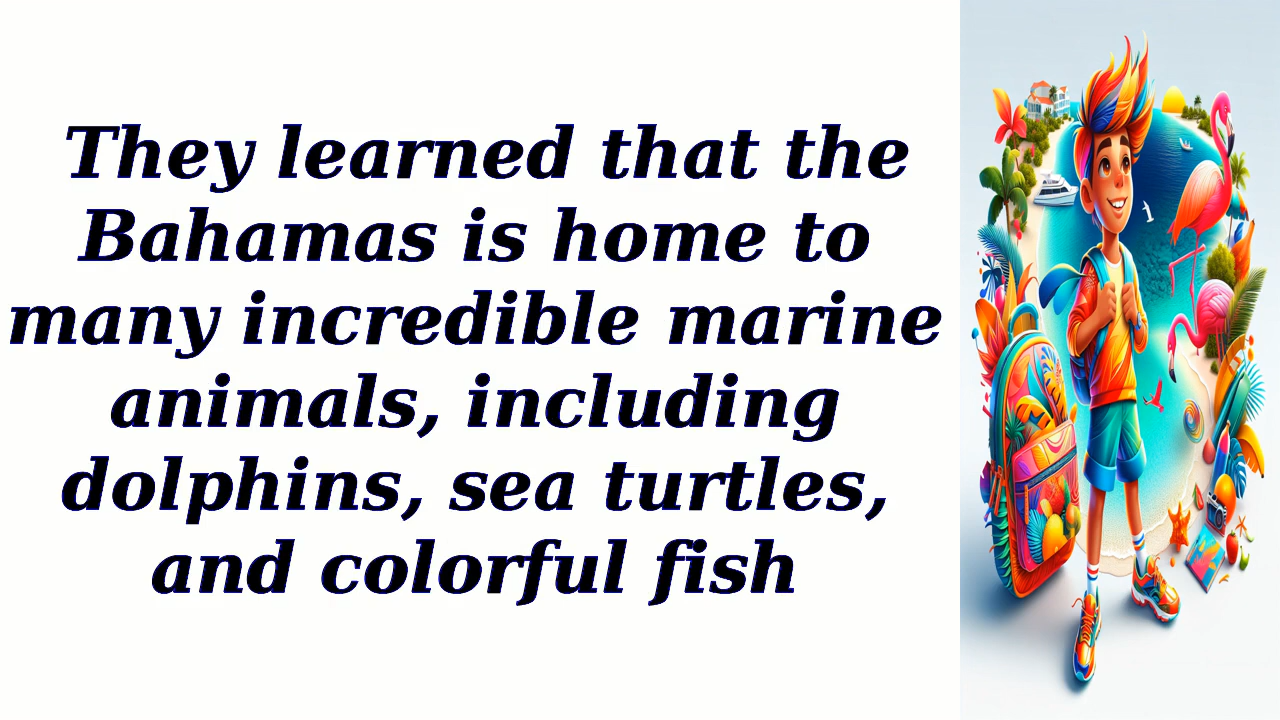 They learned that the
Bahamas is home to
many incredible marine
animals, including
dolphins, sea turtles,
and colorful fish